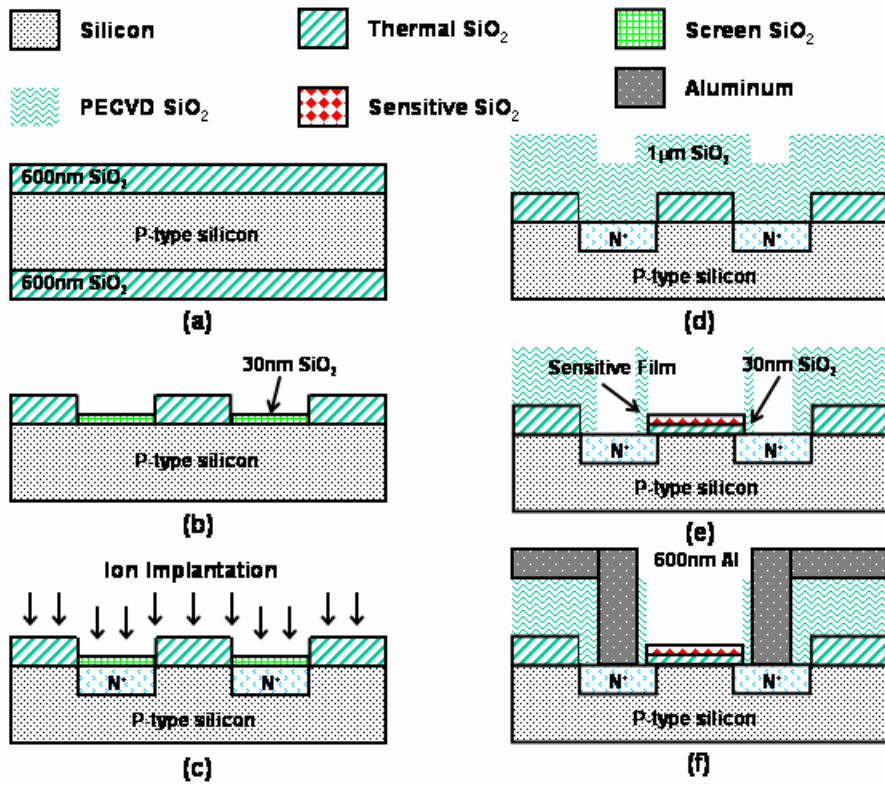 Silicon
Thermal SiO₂
Screen SiO₂
PECVD SiO₂
Sensitive SiO₂
Aluminum
600nm SiO₂
P-type silicon
600nm SiO₂
(a)
30nm SiO₂
P-type silicon
(b)
Ion Implantation
N⁺ N⁺
P-type silicon
(c)
1μm SiO₂
N⁺ N⁺
P-type silicon
(d)
Sensitive Film 30nm SiO₂
N⁺ N⁺
P-type silicon
(e)
600nm Al
N⁺ N⁺
P-type silicon
(f)